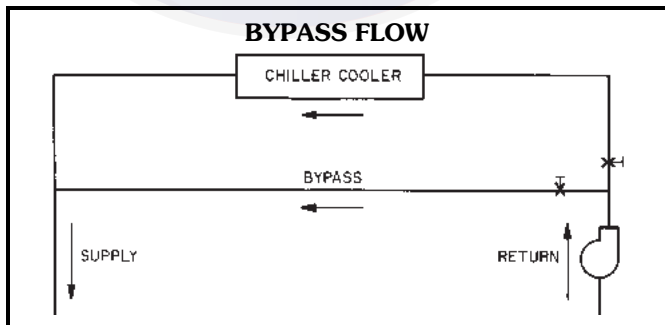 BYPASS FLOW
CHILLER COOLER
BYPASS
SUPPLY
RETURN